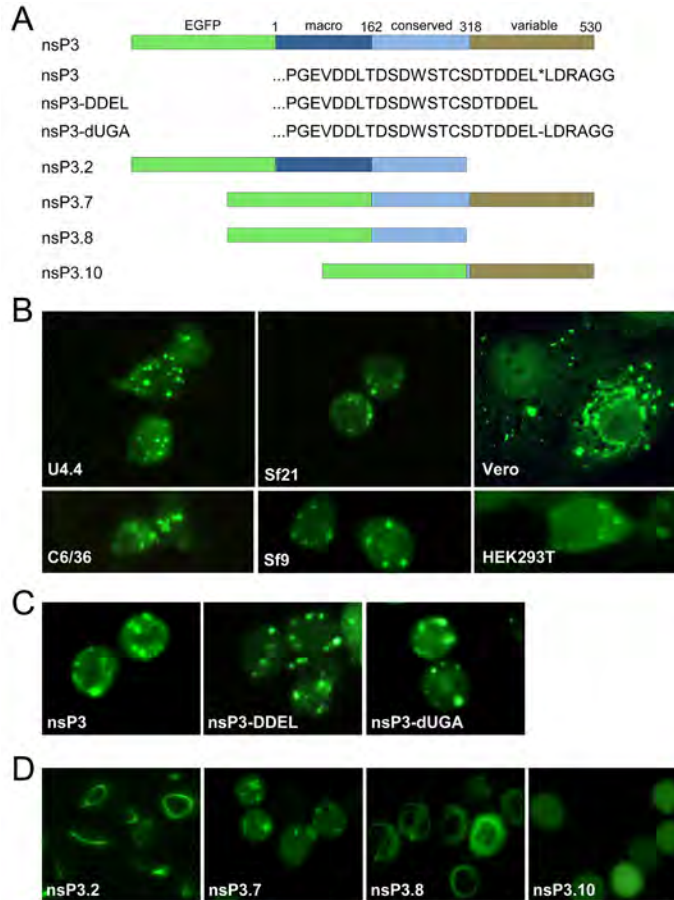 A
EGFP 1 macro 162 conserved 318 variable 530
nsP3
nsP3 ...PGEVDDLTDSDWSTCSDTDDEL*LDRAGG
nsP3-DDEL ...PGEVDDLTDSDWSTCSDTDDEL
nsP3-dUGA ...PGEVDDLTDSDWSTCSDTDDEL-LDRAGG
nsP3.2
nsP3.7
nsP3.8
nsP3.10
B
U4.4 Sf21 Vero
C6/36 Sf9 HEK293T
C
nsP3 nsP3-DDEL nsP3-dUGA
D
nsP3.2 nsP3.7 nsP3.8 nsP3.10